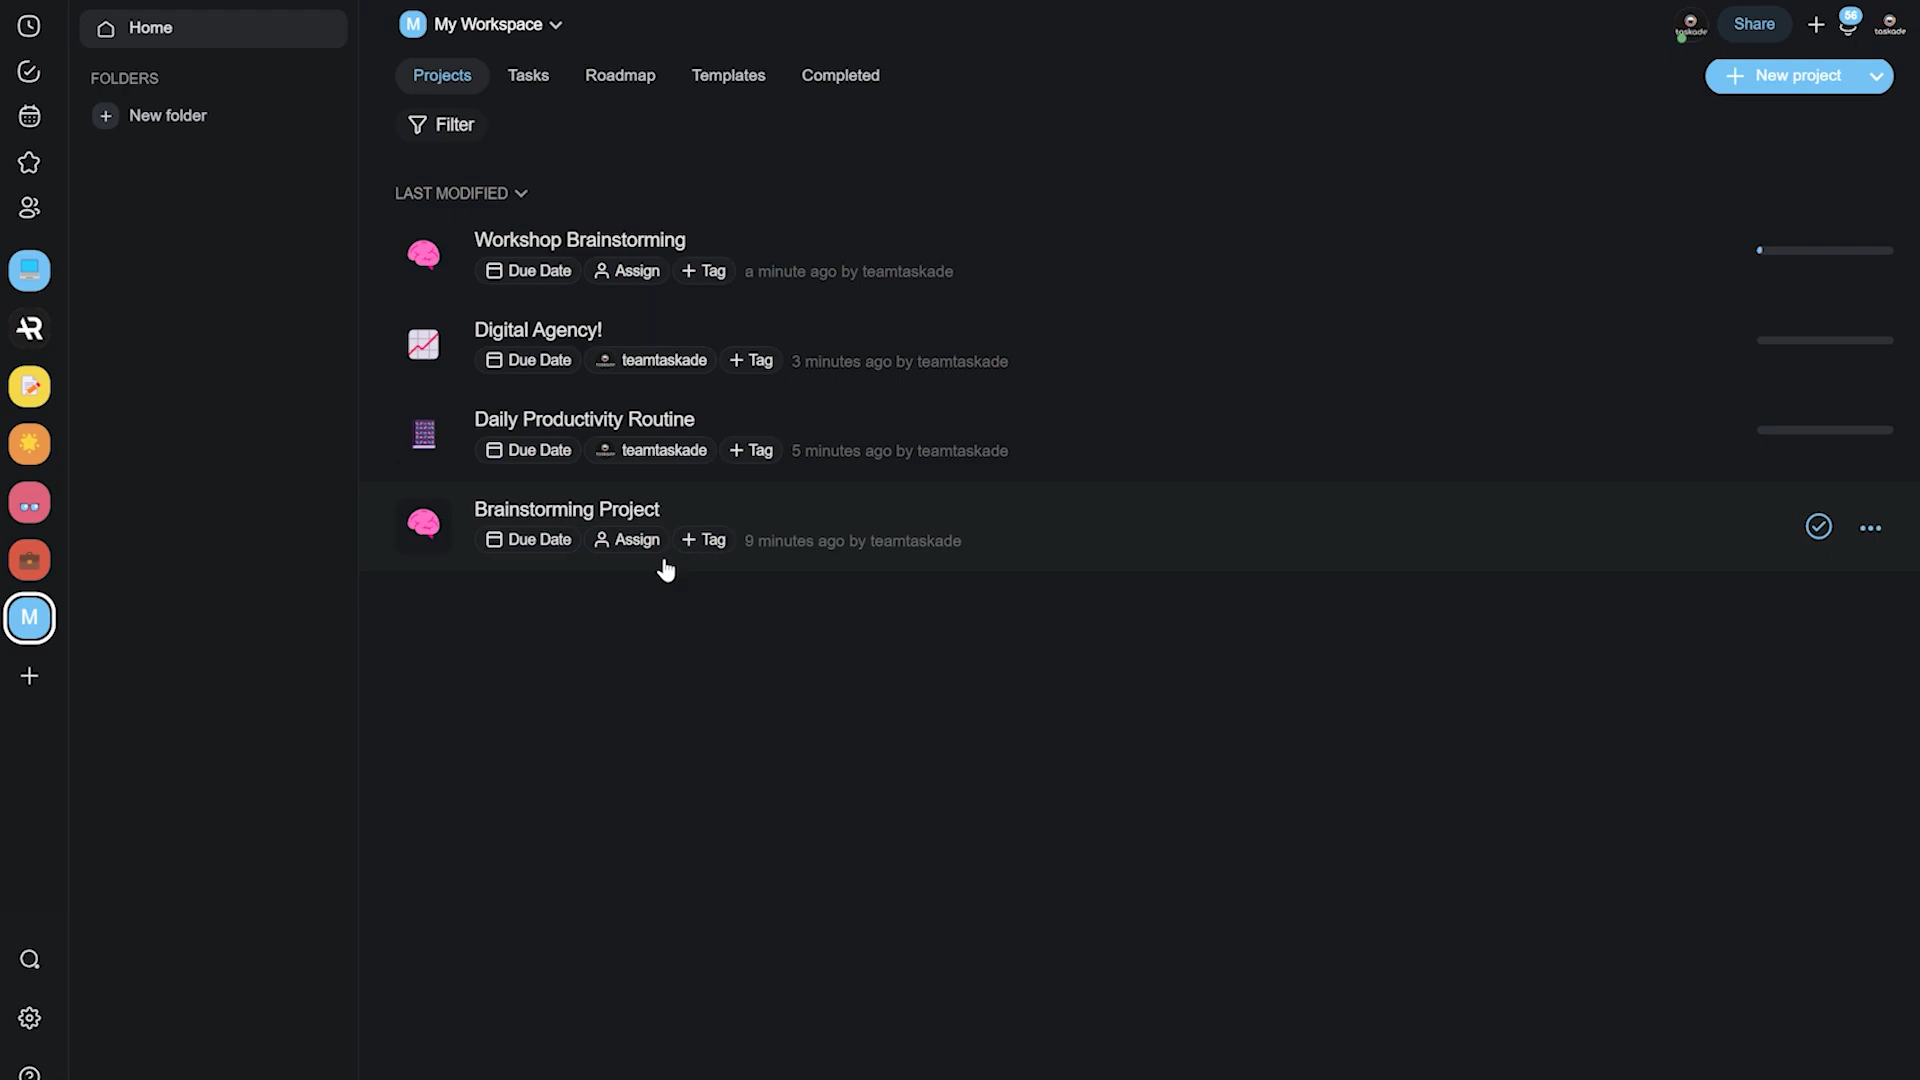 Home
FOLDERS
+ New folder
M My Workspace
Projects Tasks Roadmap Templates Completed
Filter
Share
56
taskade
taskade
+ New project
LAST MODIFIED
Workshop Brainstorming
Due Date Assign + Tag a minute ago by teamtaskade
Digital Agency!
Due Date teamtaskade + Tag 3 minutes ago by teamtaskade
Daily Productivity Routine
Due Date teamtaskade + Tag 5 minutes ago by teamtaskade
Brainstorming Project
Due Date Assign + Tag 9 minutes ago by teamtaskade
M